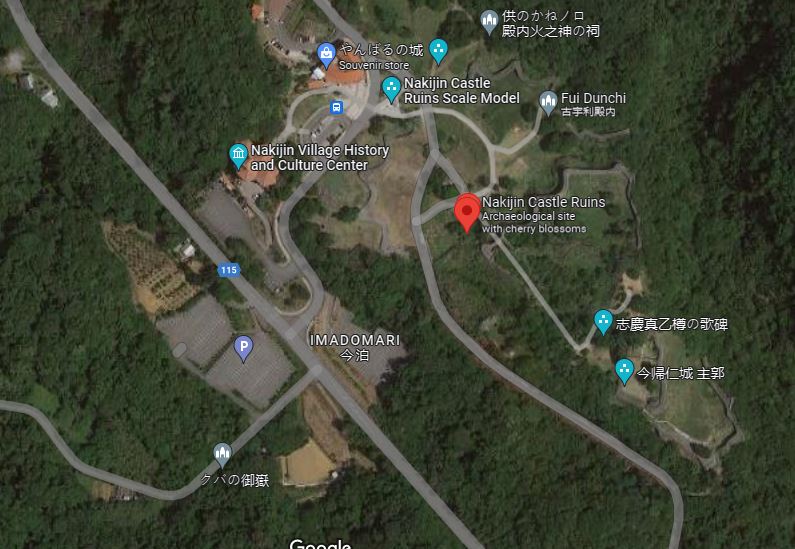 供のかねノロ
殿内火之神の祠
やんばるの城
Souvenir store
Nakijin Castle
Ruins Scale Model
Fui Dunchi
古宇利殿内
Nakijin Village History
and Culture Center
Nakijin Castle Ruins
Archaeological site
with cherry blossoms
115
志慶真乙樽の歌碑
P
IMADOMARI
今泊
今帰仁城 主郭
クバの御嶽
Google